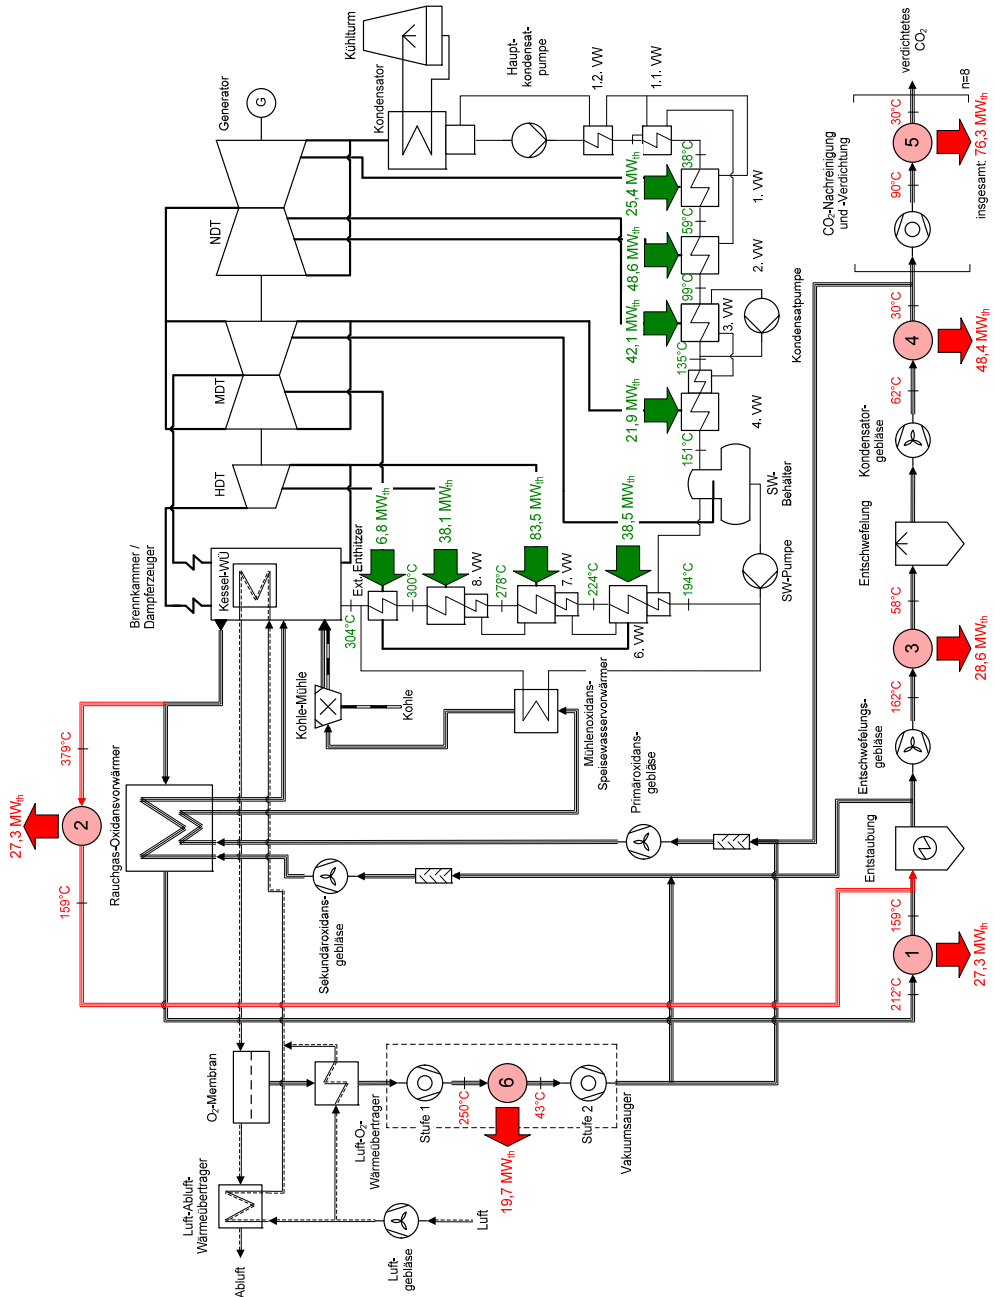 Kühlturm
Kondensator
Haupt-
kondensat-
pumpe
1.2. VW
1.1. VW
Generator
G
NDT
MDT
HDT
Brennkammer /
Dampferzeuger
Kessel-WÜ
Ext. Enthitzer
38°C
25,4 MWth
1. VW
59°C
48,6 MWth
2. VW
99°C
42,1 MWth
3. VW
Kondensatpumpe
135°C
21,9 MWth
4. VW
151°C
SW-
Behälter
SW-Pumpe
6,8 MWth
38,1 MWth
83,5 MWth
38,5 MWth
304°C
300°C
8. VW
278°C
7. VW
224°C
6. VW
194°C
Kohle-Mühle
Kohle
Mühlenoxidans-
Speisewasservorwärmer
379°C
27,3 MWth
2
159°C
Rauchgas-Oxidansvorwärmer
Primäroxidans-
gebläse
Sekundäroxidans-
gebläse
O₂-Membran
Luft-Abluft-
Wärmeübertrager
Abluft
Luft-O₂-
Wärmeübertrager
Luft-
gebläse
Luft
Stufe 1
250°C
6
19,7 MWth
43°C
Stufe 2
Vakuumsauger
212°C
1
27,3 MWth
159°C
Entstaubung
Entschwefelungs-
gebläse
162°C
3
28,6 MWth
58°C
Entschwefelung
Kondensator-
gebläse
62°C
4
48,4 MWth
30°C
CO₂-Nachreinigung
und -Verdichtung
90°C
5
30°C
insgesamt: 76,3 MWth
n=8
verdichtetes
CO₂